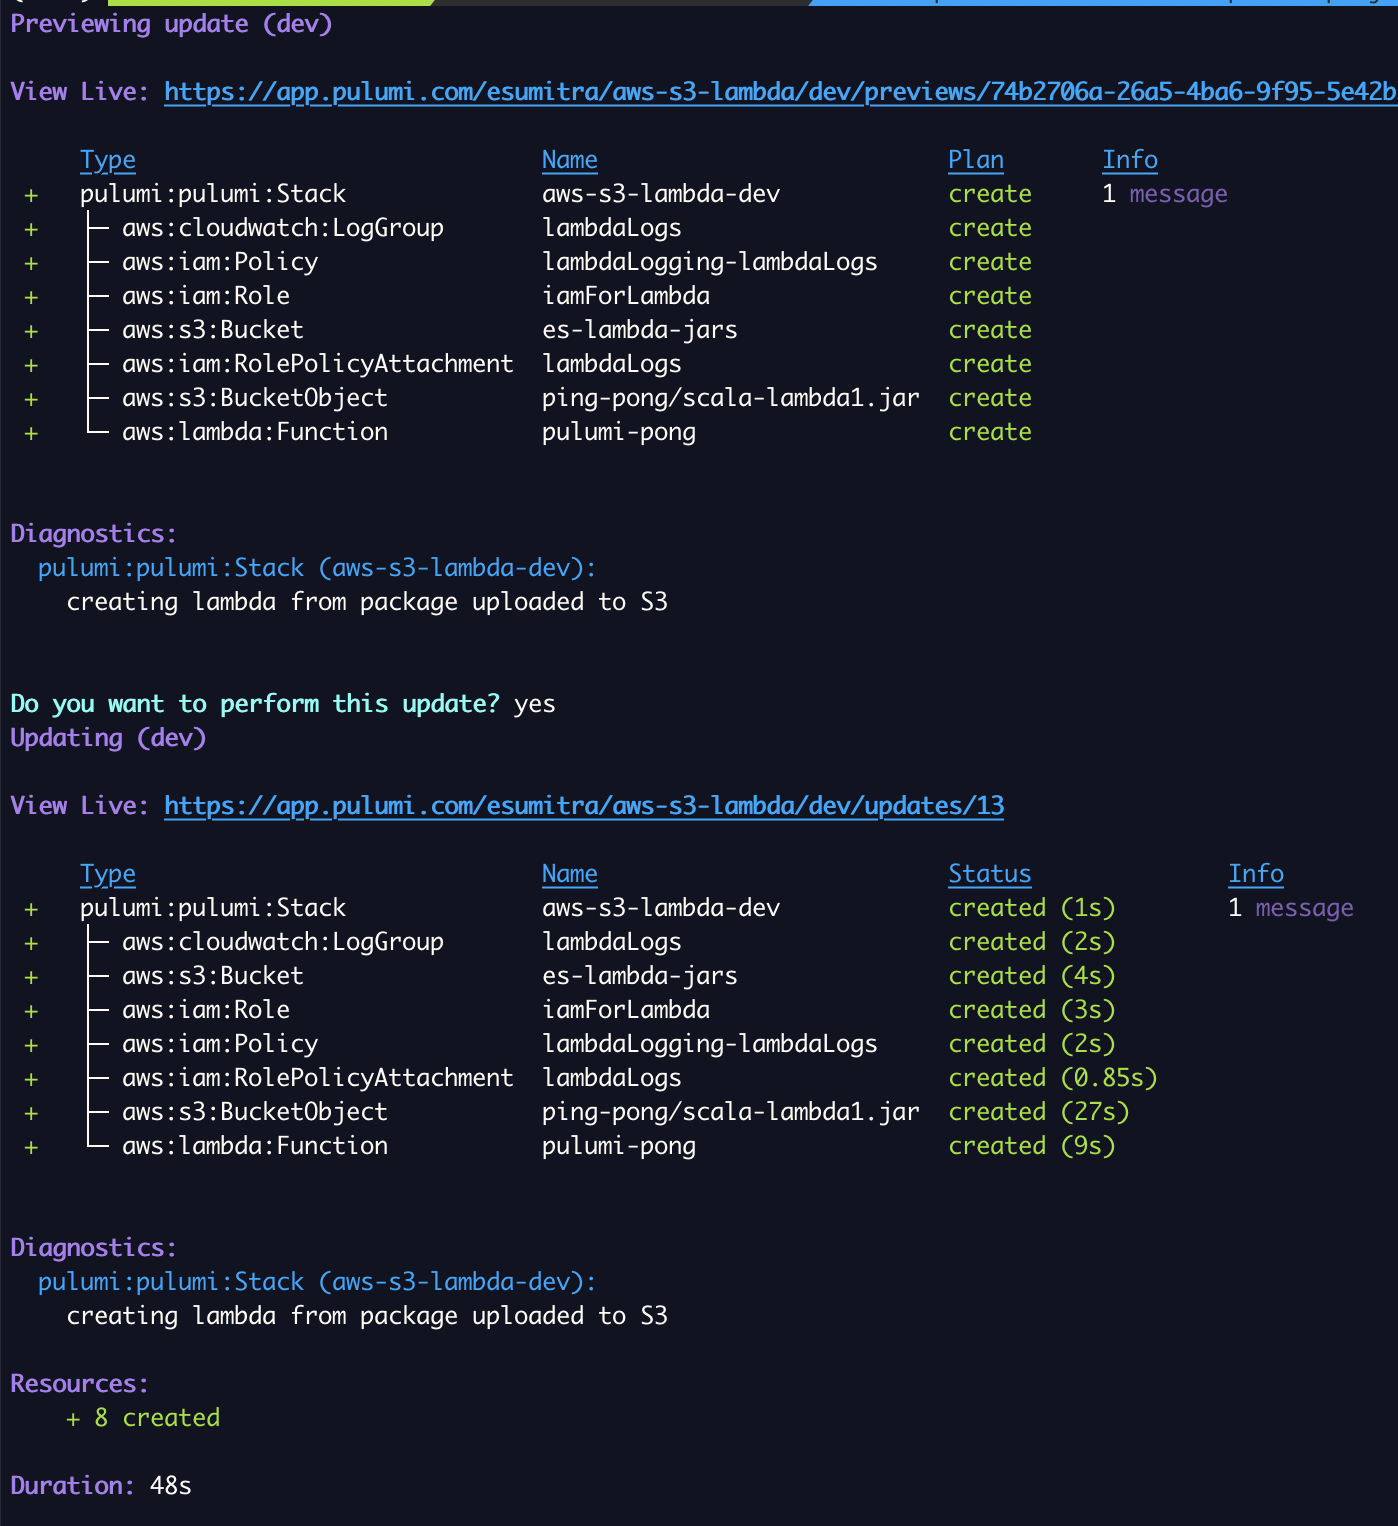 Previewing update (dev)
View Live: https://app.pulumi.com/esumitra/aws-s3-lambda/dev/previews/74b2706a-26a5-4ba6-9f95-5e42b
Type Name Plan Info
+ pulumi:pulumi:Stack aws-s3-lambda-dev create 1 message
+ ├─ aws:cloudwatch:LogGroup lambdaLogs create
+ ├─ aws:iam:Policy lambdaLogging-lambdaLogs create
+ ├─ aws:iam:Role iamForLambda create
+ ├─ aws:s3:Bucket es-lambda-jars create
+ ├─ aws:iam:RolePolicyAttachment lambdaLogs create
+ ├─ aws:s3:BucketObject ping-pong/scala-lambda1.jar create
+ └─ aws:lambda:Function pulumi-pong create
Diagnostics:
pulumi:pulumi:Stack (aws-s3-lambda-dev):
creating lambda from package uploaded to S3
Do you want to perform this update? yes
Updating (dev)
View Live: https://app.pulumi.com/esumitra/aws-s3-lambda/dev/updates/13
Type Name Status Info
+ pulumi:pulumi:Stack aws-s3-lambda-dev created (1s) 1 message
+ ├─ aws:cloudwatch:LogGroup lambdaLogs created (2s)
+ ├─ aws:s3:Bucket es-lambda-jars created (4s)
+ ├─ aws:iam:Role iamForLambda created (3s)
+ ├─ aws:iam:Policy lambdaLogging-lambdaLogs created (2s)
+ ├─ aws:iam:RolePolicyAttachment lambdaLogs created (0.85s)
+ ├─ aws:s3:BucketObject ping-pong/scala-lambda1.jar created (27s)
+ └─ aws:lambda:Function pulumi-pong created (9s)
Diagnostics:
pulumi:pulumi:Stack (aws-s3-lambda-dev):
creating lambda from package uploaded to S3
Resources:
+ 8 created
Duration: 48s